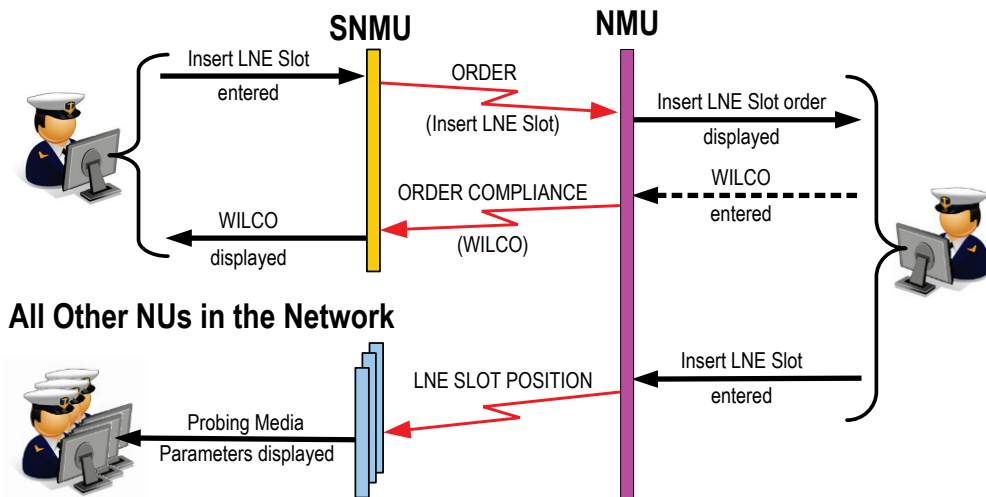 SNMU
NMU
Insert LNE Slot
entered
ORDER
(Insert LNE Slot)
Insert LNE Slot order
displayed
WILCO
entered
ORDER COMPLIANCE
(WILCO)
WILCO
displayed
All Other NUs in the Network
Insert LNE Slot
entered
LNE SLOT POSITION
Probing Media
Parameters displayed